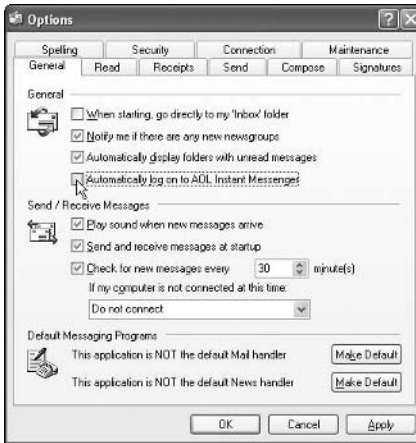 Options
Spelling Security Connection Maintenance
General Read Receipts Send Compose Signatures
General
When starting, go directly to my 'Inbox' folder
Notify me if there are any new newsgroups
Automatically display folders with unread messages
Automatically log on to AOL Instant Messenger
Send / Receive Messages
Play sound when new messages arrive
Send and receive messages at startup
Check for new messages every 30 minute(s)
If my computer is not connected at this time:
Do not connect
Default Messaging Programs
This application is NOT the default Mail handler Make Default
This application is NOT the default News handler Make Default
OK Cancel Apply